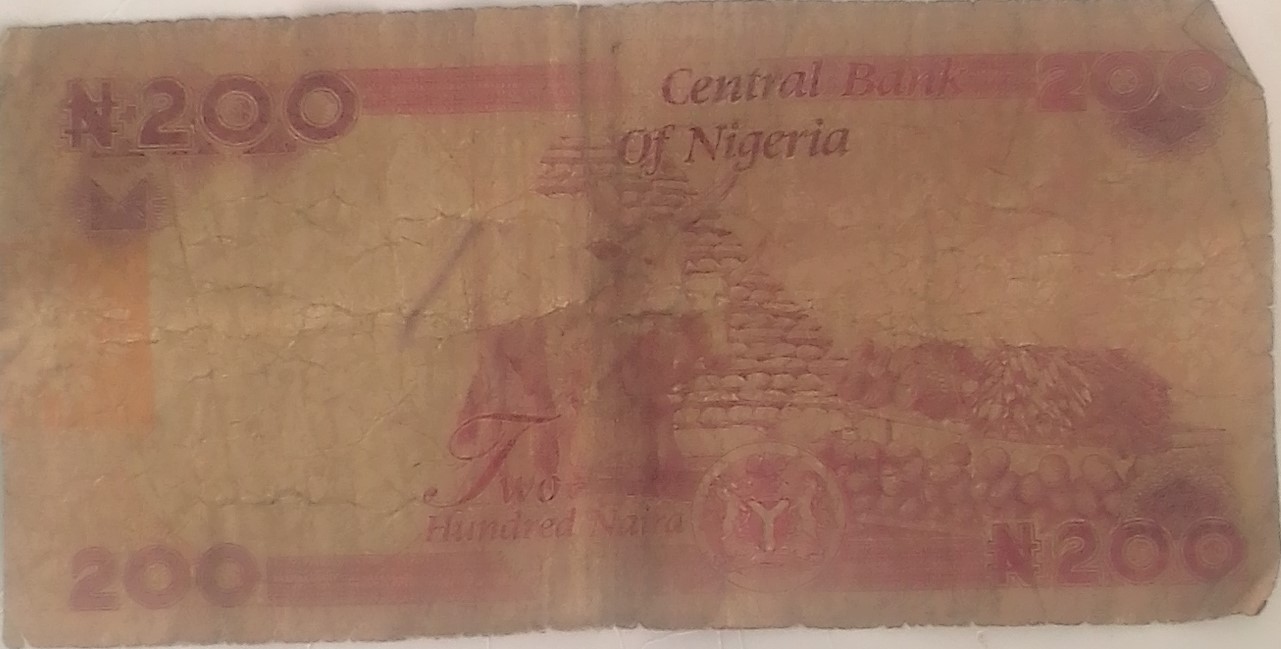 ₦200
Central Bank 200
Of Nigeria
Two
Hundred Naira
200
₦200